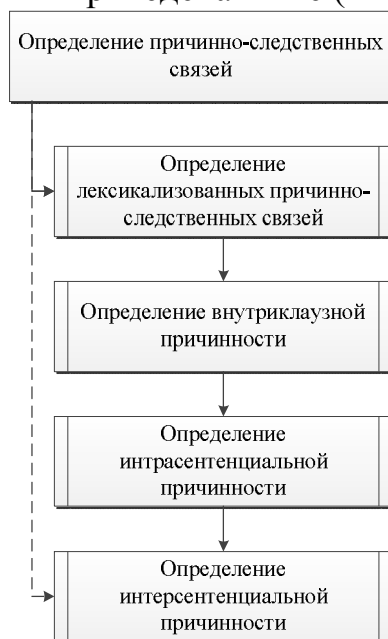 Определение причинно-следственных
связей
Определение
лексикализованных причинно-
следственных связей
Определение внутриклаузной
причинности
Определение
интрасентенциальной
причинности
Определение
интерсентенциальной
причинности